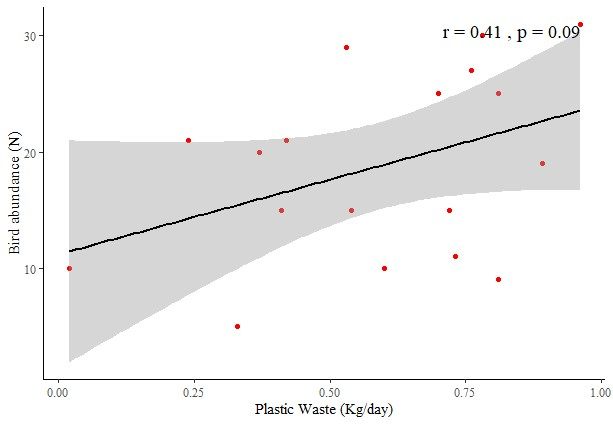 r = 0.41 , p = 0.09
30
20
10
Bird abundance (N)
0.00 0.25 0.50 0.75 1.00
Plastic Waste (Kg/day)